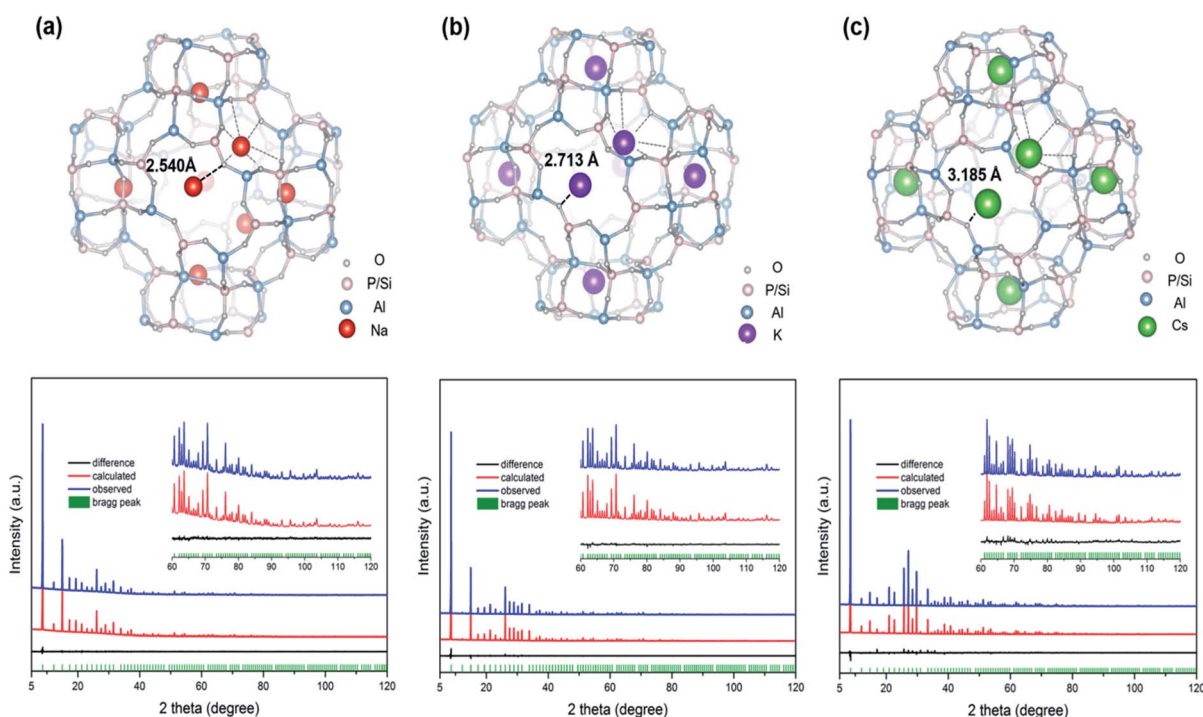 (a)
2.540Å
O
P/Si
Al
Na
(b)
2.713 Å
O
P/Si
Al
K
(c)
3.185 Å
O
P/Si
Al
Cs
Intensity (a.u.)
difference
calculated
observed
bragg peak
60 70 80 90 100 110 120
5 20 40 60 80 100 120
2 theta (degree)
Intensity (a.u.)
difference
calculated
observed
bragg peak
60 70 80 90 100 110 120
5 20 40 60 80 100 120
2 theta (degree)
Intensity (a.u.)
difference
calculated
observed
bragg peak
60 70 80 90 100 110 120
5 20 40 60 80 100 120
2 theta (degree)